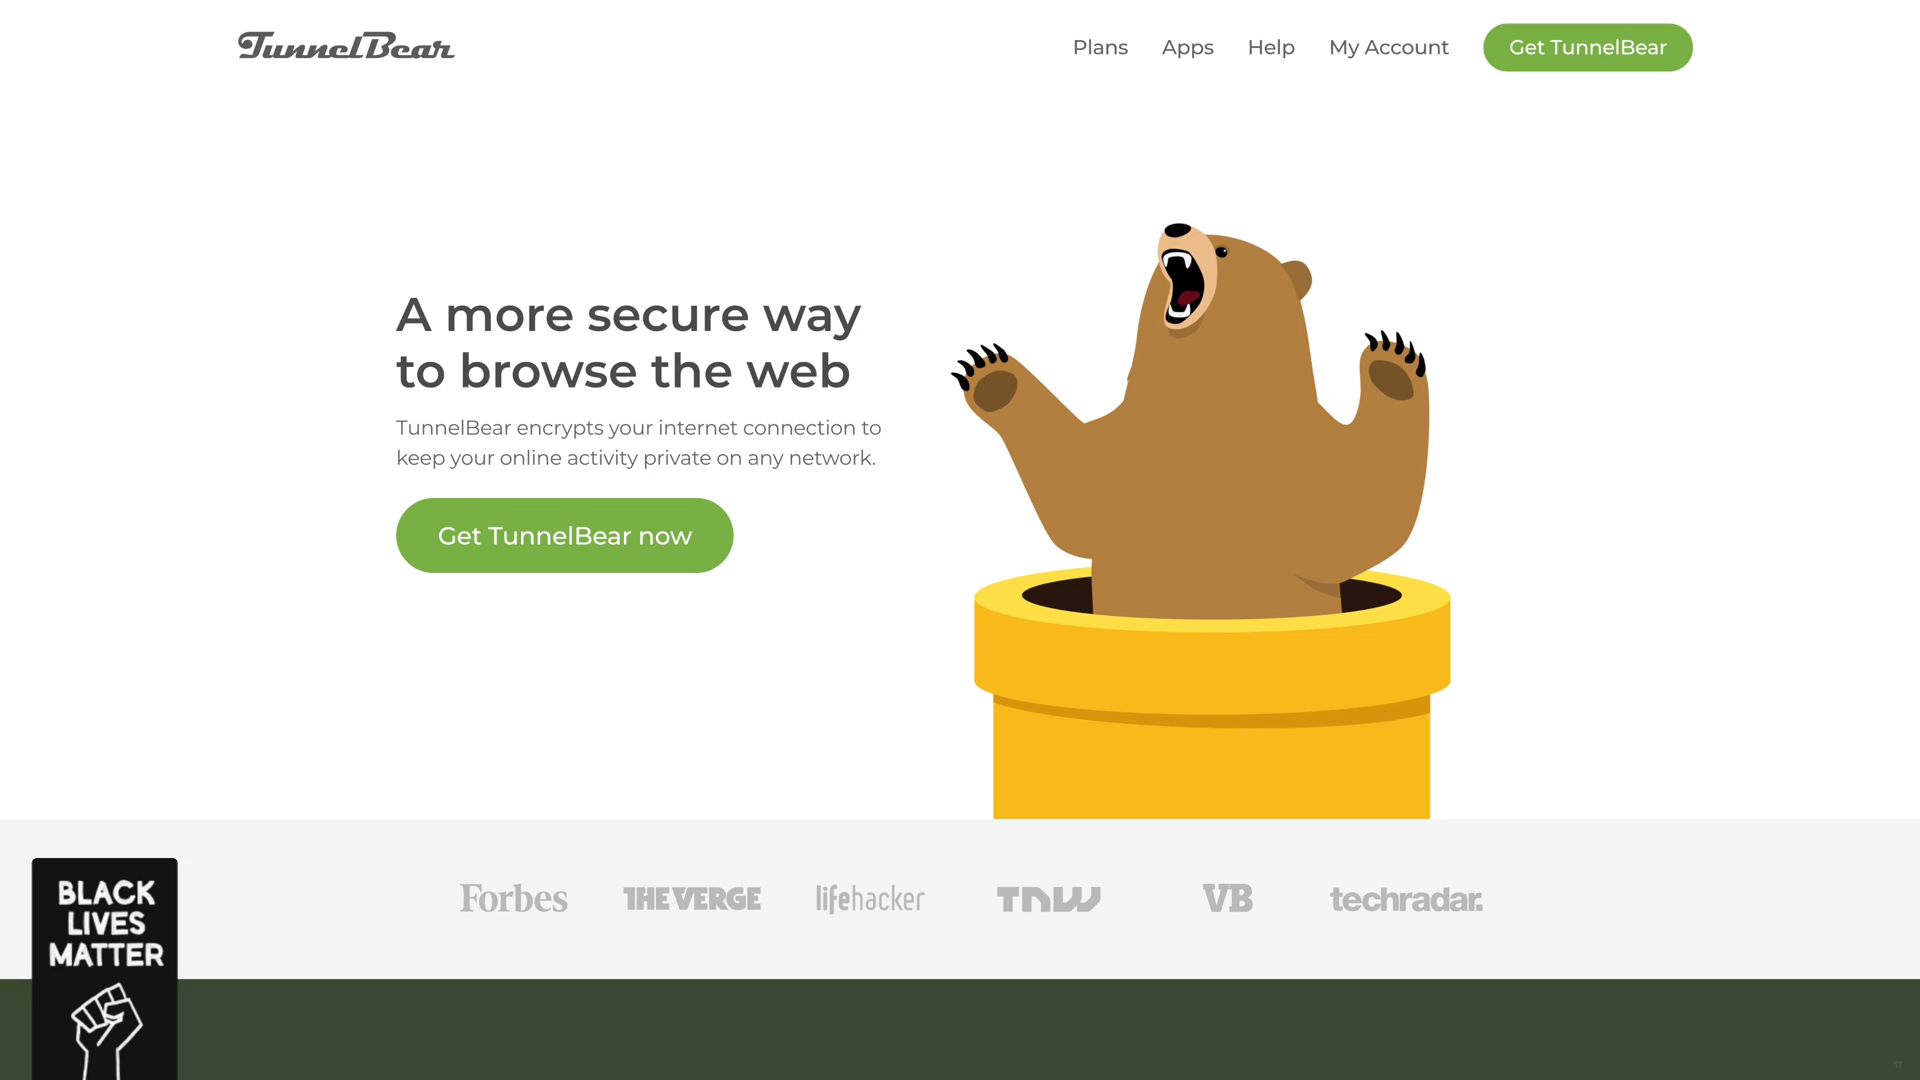 TunnelBear
Plans
Apps
Help
My Account
Get TunnelBear
A more secure way
to browse the web
TunnelBear encrypts your internet connection to
keep your online activity private on any network.
Get TunnelBear now
Forbes
THE VERGE
lifehacker
TNW
VB
techradar.
BLACK
LIVES
MATTER